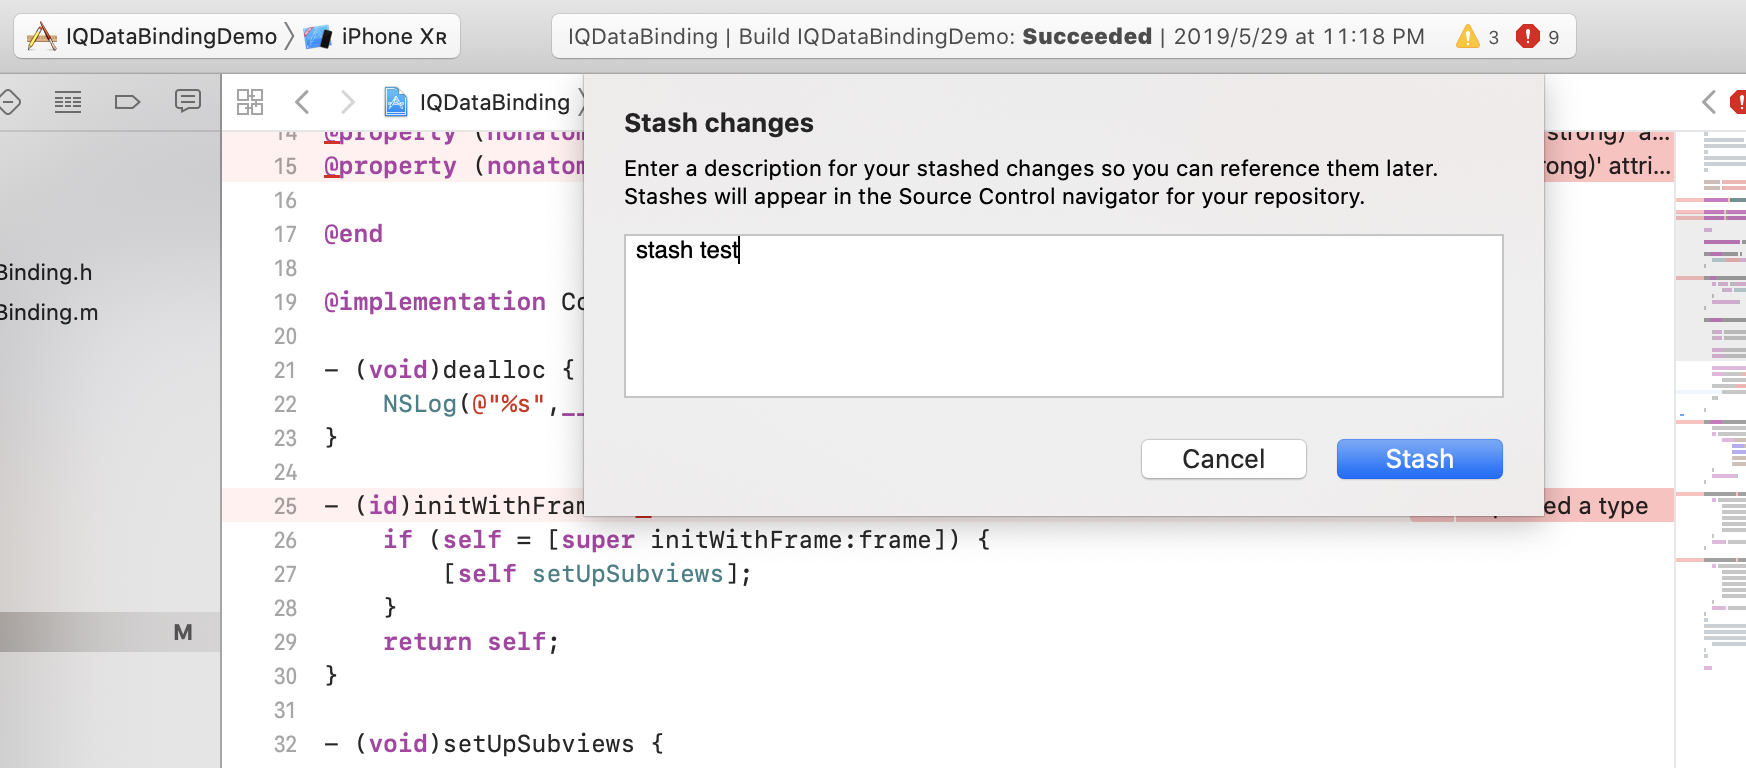 IQDataBindingDemo iPhone XR
IQDataBinding | Build IQDataBindingDemo: Succeeded | 2019/5/29 at 11:18 PM 3 9
IQDataBinding
Stash changes
Enter a description for your stashed changes so you can reference them later.
Stashes will appear in the Source Control navigator for your repository.
stash test
Cancel
Stash
Binding.h
Binding.m
M
14 @property (nonatom strong)' a...
15 @property (nonatom ong)' attri...
16
17 @end
18
19 @implementation Co
20
21 - (void)dealloc {
22 NSLog(@"%s",__
23 }
24
25 - (id)initWithFram ed a type
26 if (self = [super initWithFrame:frame]) {
27 [self setUpSubviews];
28 }
29 return self;
30 }
31
32 - (void)setUpSubviews {